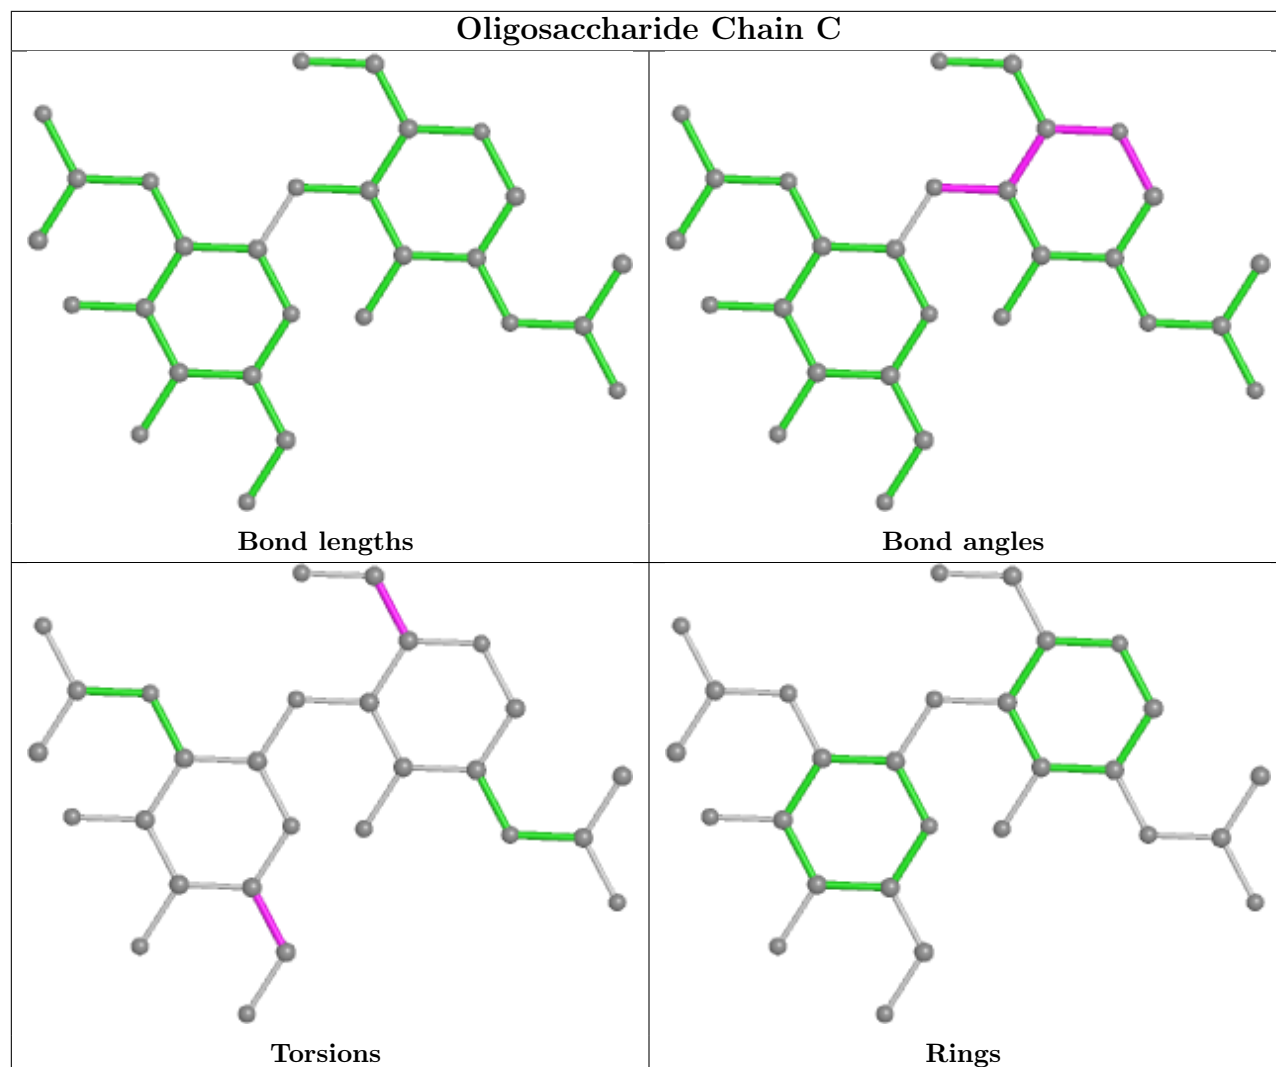 Oligosaccharide Chain C
Bond lengths
Bond angles
Torsions
Rings